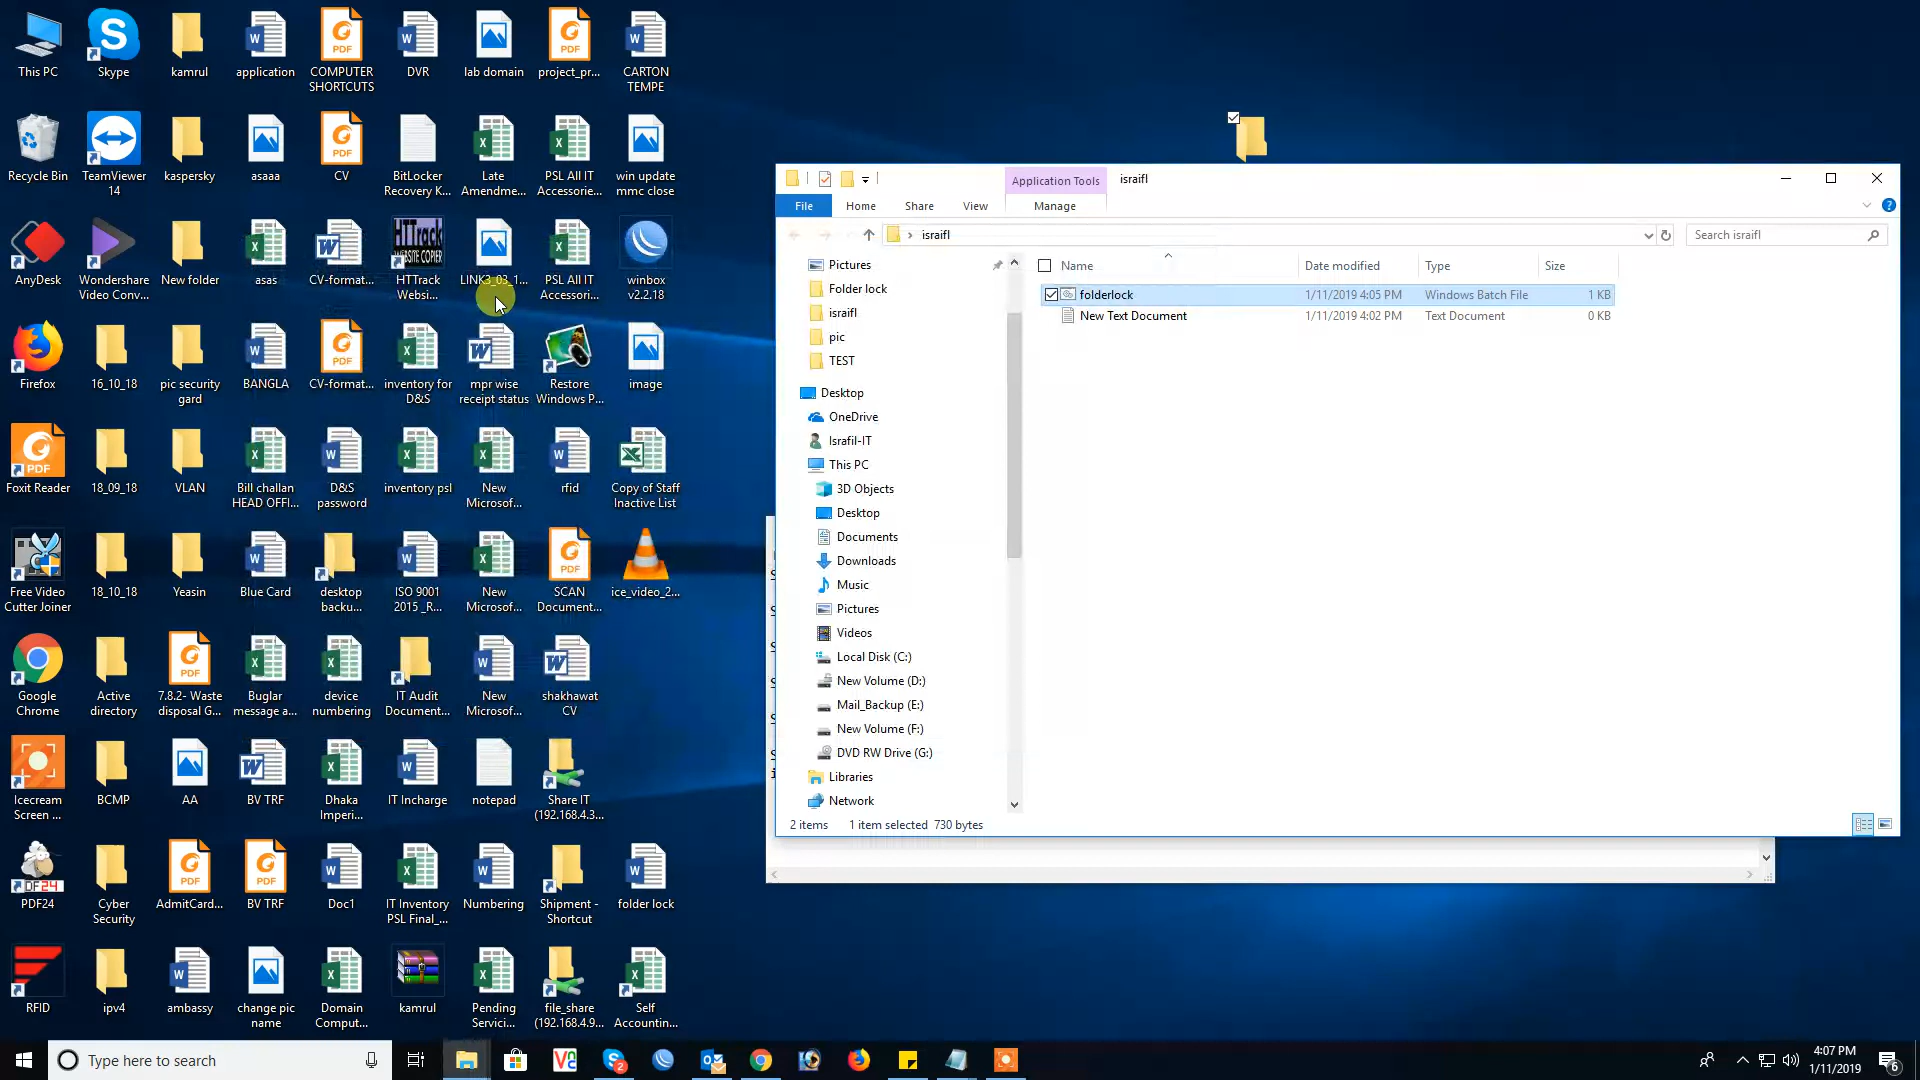 This PC
Skype
kamrul
application
COMPUTER
SHORTCUTS
DVR
lab domain
project_pr...
CARTON
TEMPE
Recycle Bin
TeamViewer
14
kaspersky
asaaa
CV
BitLocker
Recovery K...
Late
Amendme...
PSL All IT
Accessorie...
win update
mmc close
AnyDesk
Wondershare
Video Conv...
New folder
asas
CV-format...
HTTrack
Websi...
LINK3_03_1...
PSL All IT
Accessori...
winbox
v2.2.18
Firefox
16_10_18
pic security
gard
BANGLA
CV-format...
inventory for
D&S
mpr wise
receipt status
Restore
Windows P...
image
Foxit Reader
18_09_18
VLAN
Bill challan
HEAD OFFI...
D&S
password
inventory psl
New
Microsof...
rfid
Copy of Staff
Inactive List
Free Video
Cutter Joiner
18_10_18
Yeasin
Blue Card
desktop
backu...
ISO 9001
2015 _R...
New
Microsof...
SCAN
Document...
ice_video_2...
Google
Chrome
Active
directory
7.8.2- Waste
disposal G...
Buglar
message a...
device
numbering
IT Audit
Document...
New
Microsof...
shakhawat
CV
Icecream
Screen ...
BCMP
AA
BV TRF
Dhaka
Imperi...
IT Incharge
notepad
Share IT
(192.168.4.3...
PDF24
Cyber
Security
AdmitCard...
BV TRF
Doc1
IT Inventory
PSL Final_...
Numbering
Shipment -
Shortcut
folder lock
RFID
ipv4
ambassy
change pic
name
Domain
Comput...
kamrul
Pending
Servici...
file_share
(192.168.4.9...
Self
Accountin...
Application Tools
israifl
File
Home
Share
View
Manage
israifl
Search israifl
Pictures
Folder lock
israifl
pic
TEST
Desktop
OneDrive
Israfil-IT
This PC
3D Objects
Desktop
Documents
Downloads
Music
Pictures
Videos
Local Disk (C:)
New Volume (D:)
Mail_Backup (E:)
New Volume (F:)
DVD RW Drive (G:)
Libraries
Network
Name
Date modified
Type
Size
folderlock
1/11/2019 4:05 PM
Windows Batch File
1 KB
New Text Document
1/11/2019 4:02 PM
Text Document
0 KB
2 items
1 item selected 730 bytes
Type here to search
4:07 PM
1/11/2019